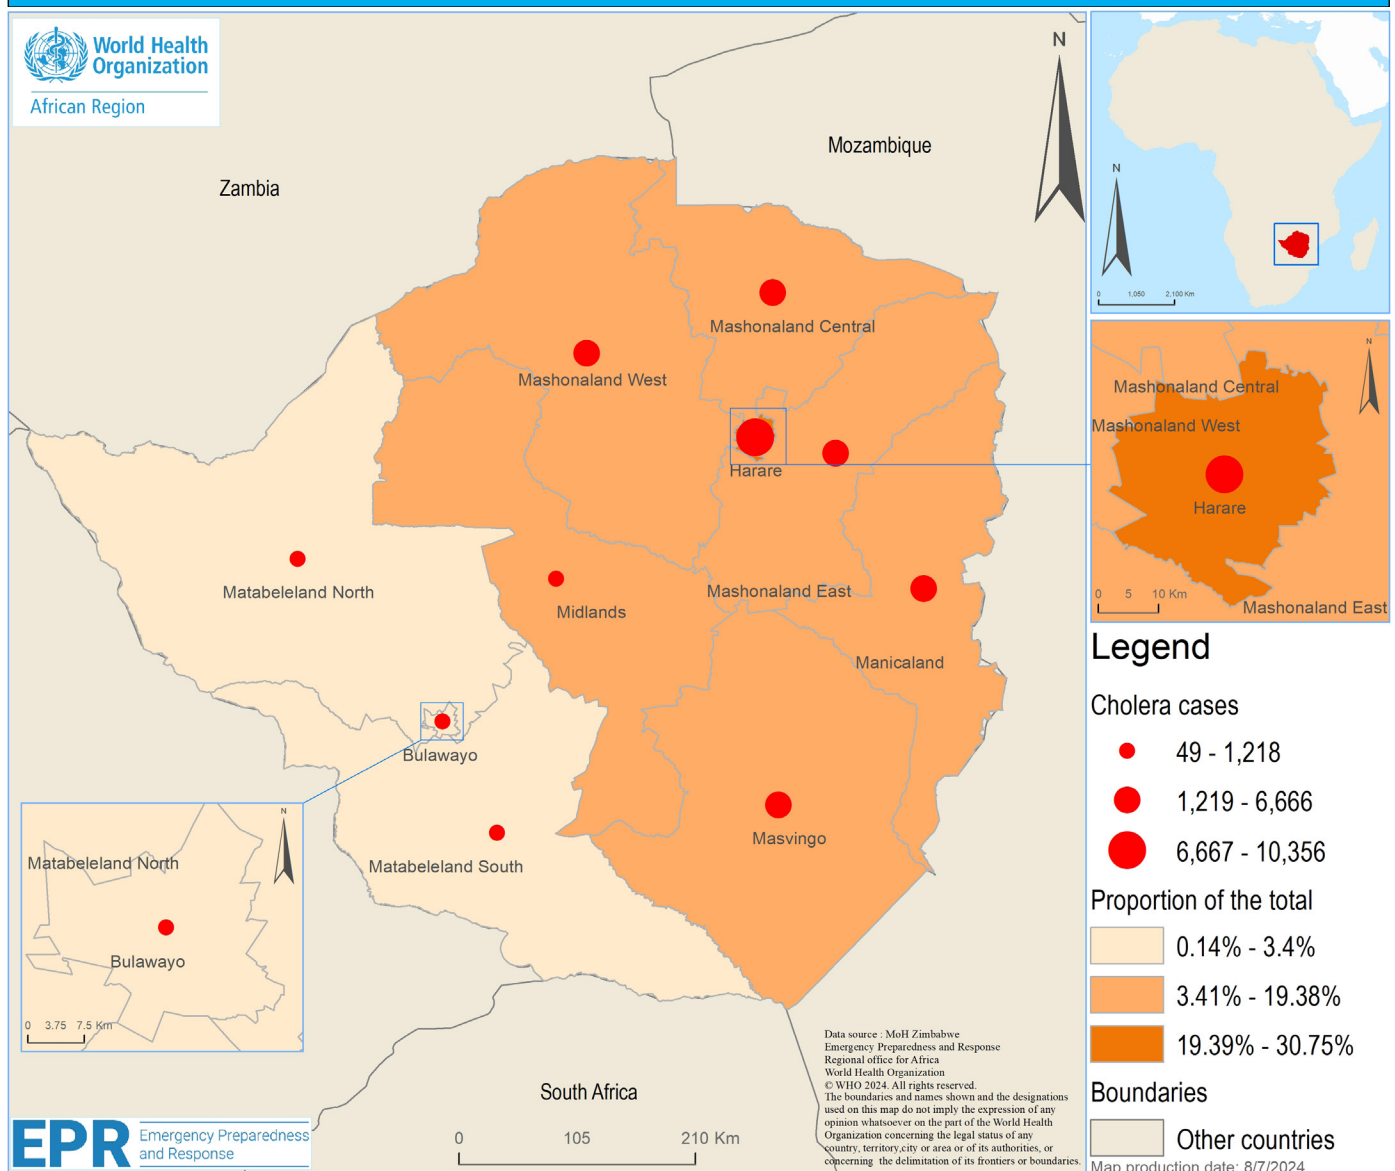 World Health
Organization
African Region
N
Zambia
Mozambique
Mashonaland Central
Mashonaland West
Harare
Matabeleland North
Midlands
Mashonaland East
Manicaland
Bulawayo
Masvingo
Matabeleland South
South Africa
N
Matabeleland North
Bulawayo
0 3.75 7.5 Km
EPR
Emergency Preparedness
and Response
0 105 210 Km
Data source : MoH Zimbabwe
Emergency Preparedness and Response
Regional office for Africa
World Health Organization
© WHO 2024. All rights reserved.
The boundaries and names shown and the designations
used on this map do not imply the expression of any
opinion whatsoever on the part of the World Health
Organization concerning the legal status of any
country, territory,city or area or of its authorities, or
concerning the delimitation of its frontiers or boundaries.
N
0 1,050 2,100 Km
N
Mashonaland Central
Mashonaland West
Harare
0 5 10 Km
Mashonaland East
Legend
Cholera cases
49 - 1,218
1,219 - 6,666
6,667 - 10,356
Proportion of the total
0.14% - 3.4%
3.41% - 19.38%
19.39% - 30.75%
Boundaries
Other countries
Map production date: 8/7/2024